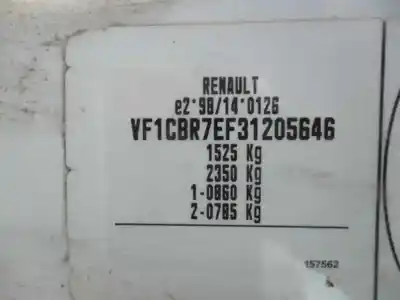 RENAULT
e2*98/14*0126
VF1CBR7EF31205646
1525 Kg
2350 Kg
1-0860 Kg
2-0785 Kg
157562